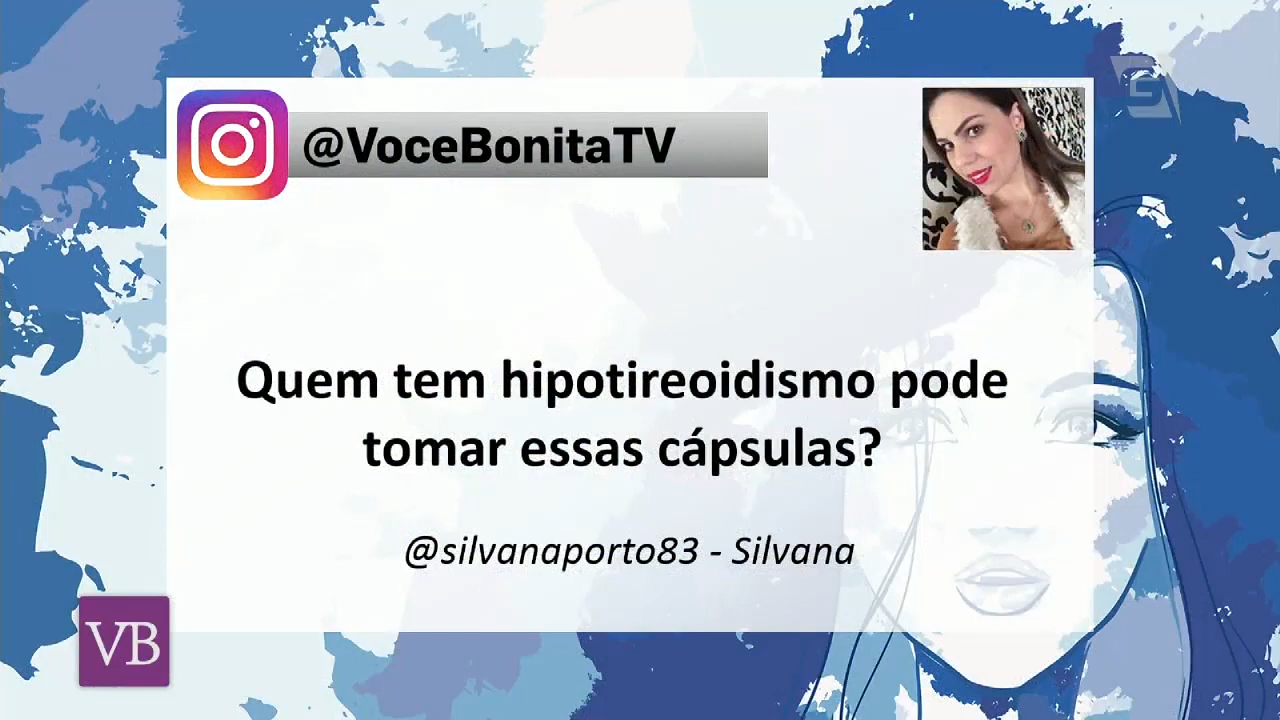 @VoceBonitaTV
Quem tem hipotireoidismo pode
tomar essas cápsulas?
@silvanaporto83 - Silvana
VB